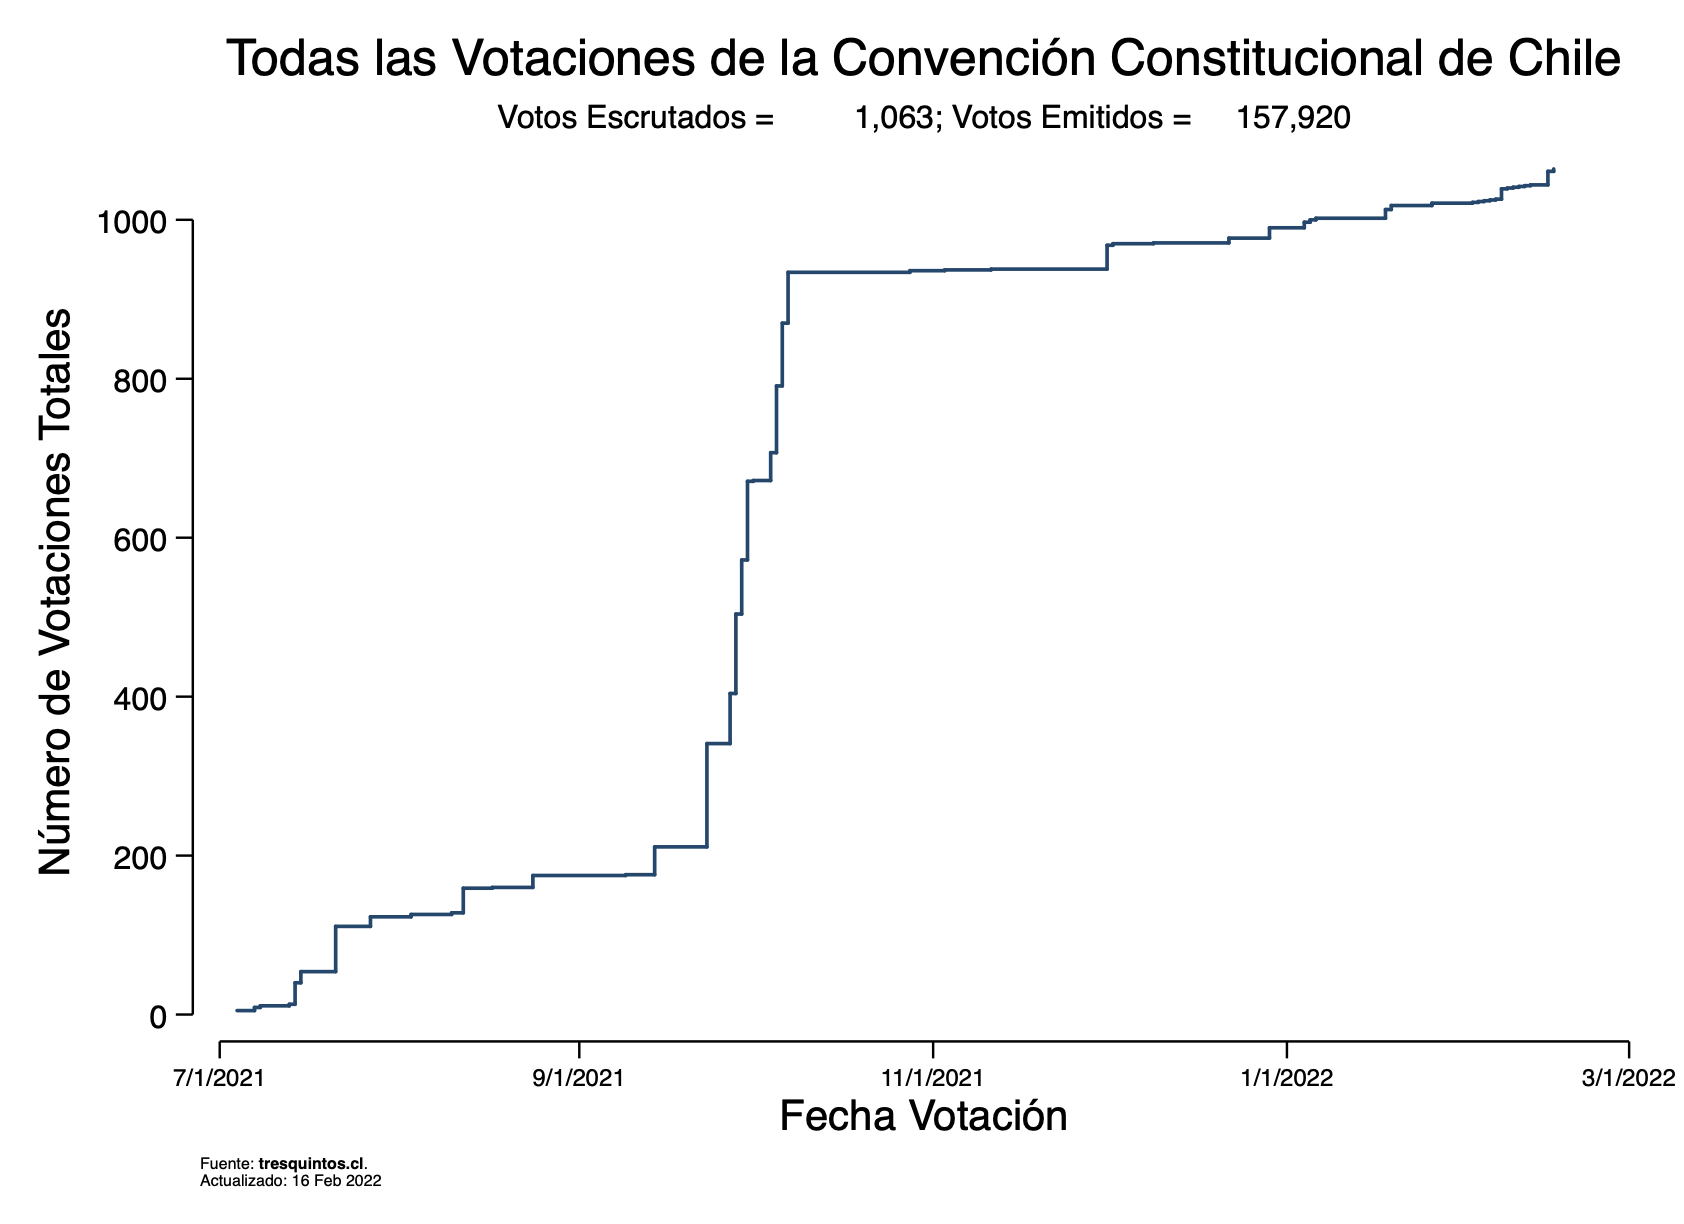 Todas las Votaciones de la Convención Constitucional de Chile
Votos Escrutados = 1,063; Votos Emitidos = 157,920
Número de Votaciones Totales
1000
800
600
400
200
0
7/1/2021 9/1/2021 11/1/2021 1/1/2022 3/1/2022
Fecha Votación
Fuente: tresquintos.cl.
Actualizado: 16 Feb 2022